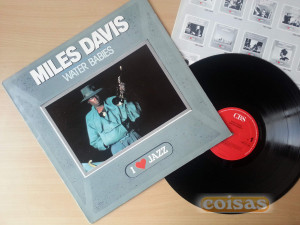 MILES DAVIS
WATER BABIES
I ♥ JAZZ
CBS
coisas